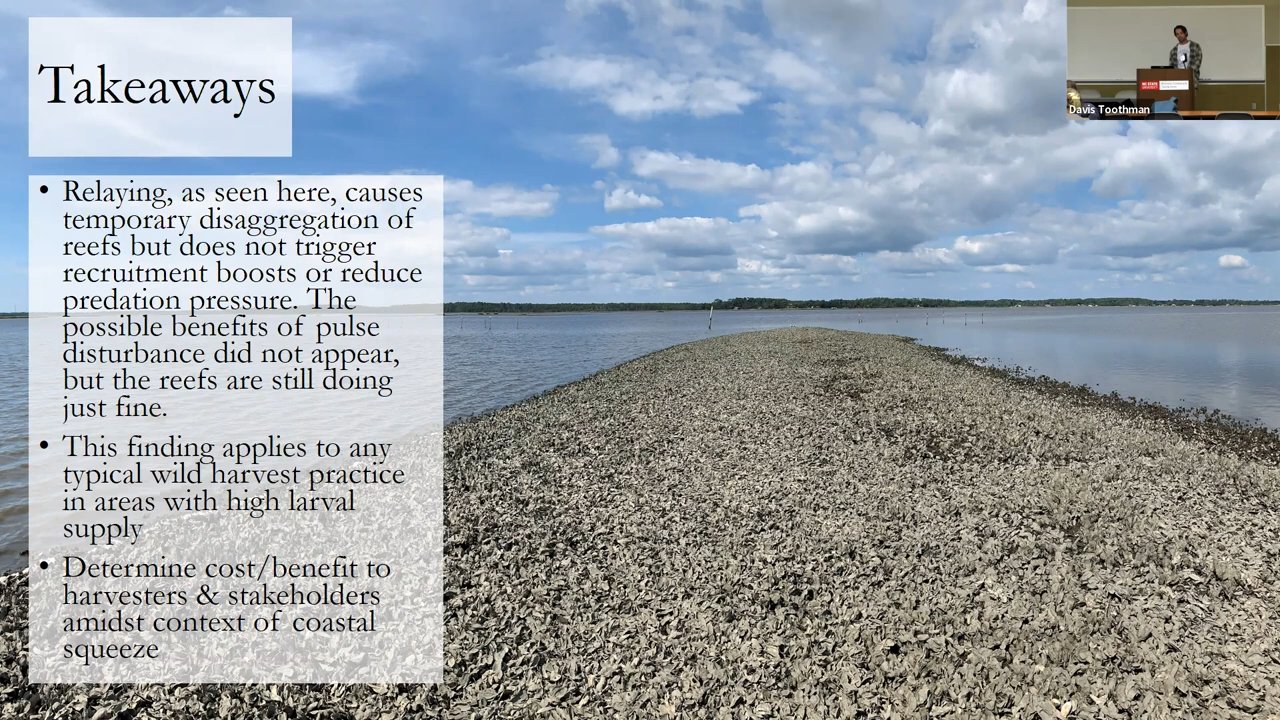 Takeaways
• Relaying, as seen here, causes
temporary disaggregation of
reefs but does not trigger
recruitment boosts or reduce
predation pressure. The
possible benefits of pulse
disturbance did not appear,
but the reefs are still doing
just fine.
• This finding applies to any
typical wild harvest practice
in areas with high larval
supply
• Determine cost/benefit to
harvesters & stakeholders
amidst context of coastal
squeeze
Davis Toothman